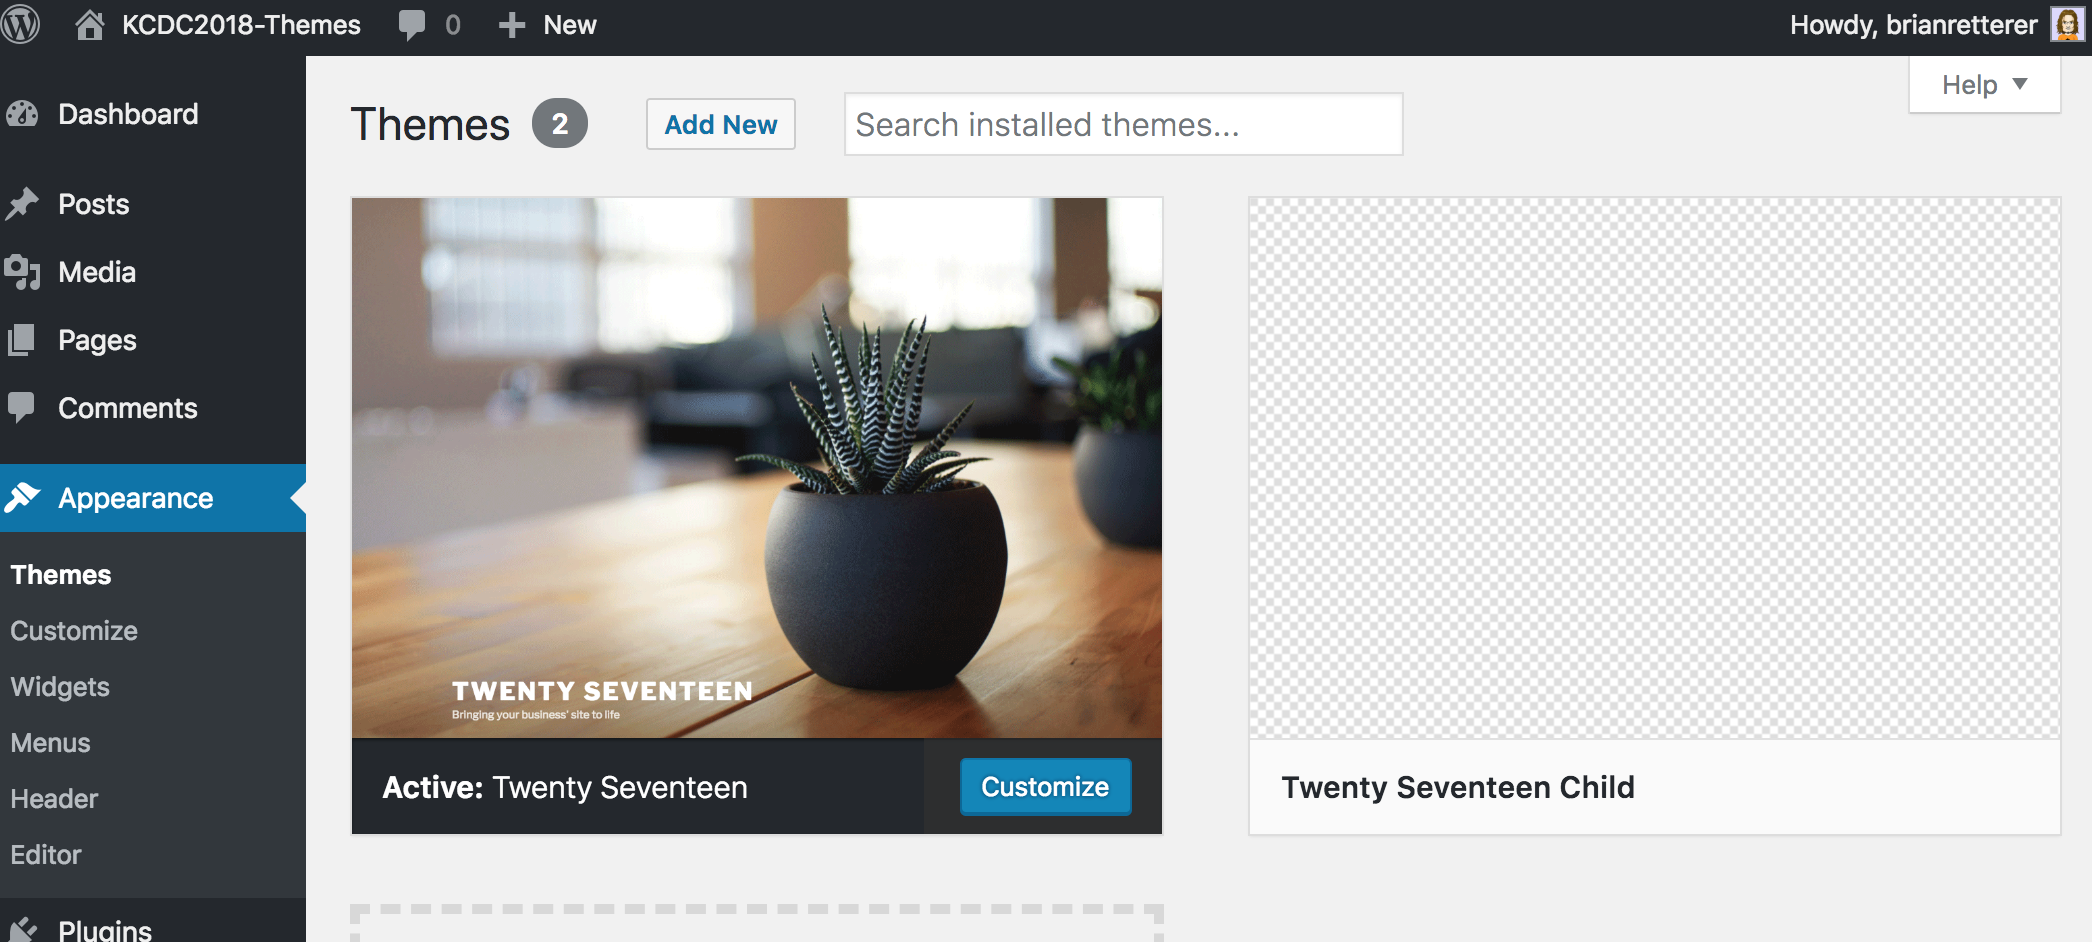 KCDC2018-Themes 0 New Howdy, brianretterer
Help
Dashboard
Posts
Media
Pages
Comments
Appearance
Themes
Customize
Widgets
Menus
Header
Editor
Plugins
Themes 2 Add New Search installed themes...
TWENTY SEVENTEEN
Bringing your business' site to life
Active: Twenty Seventeen Customize
Twenty Seventeen Child